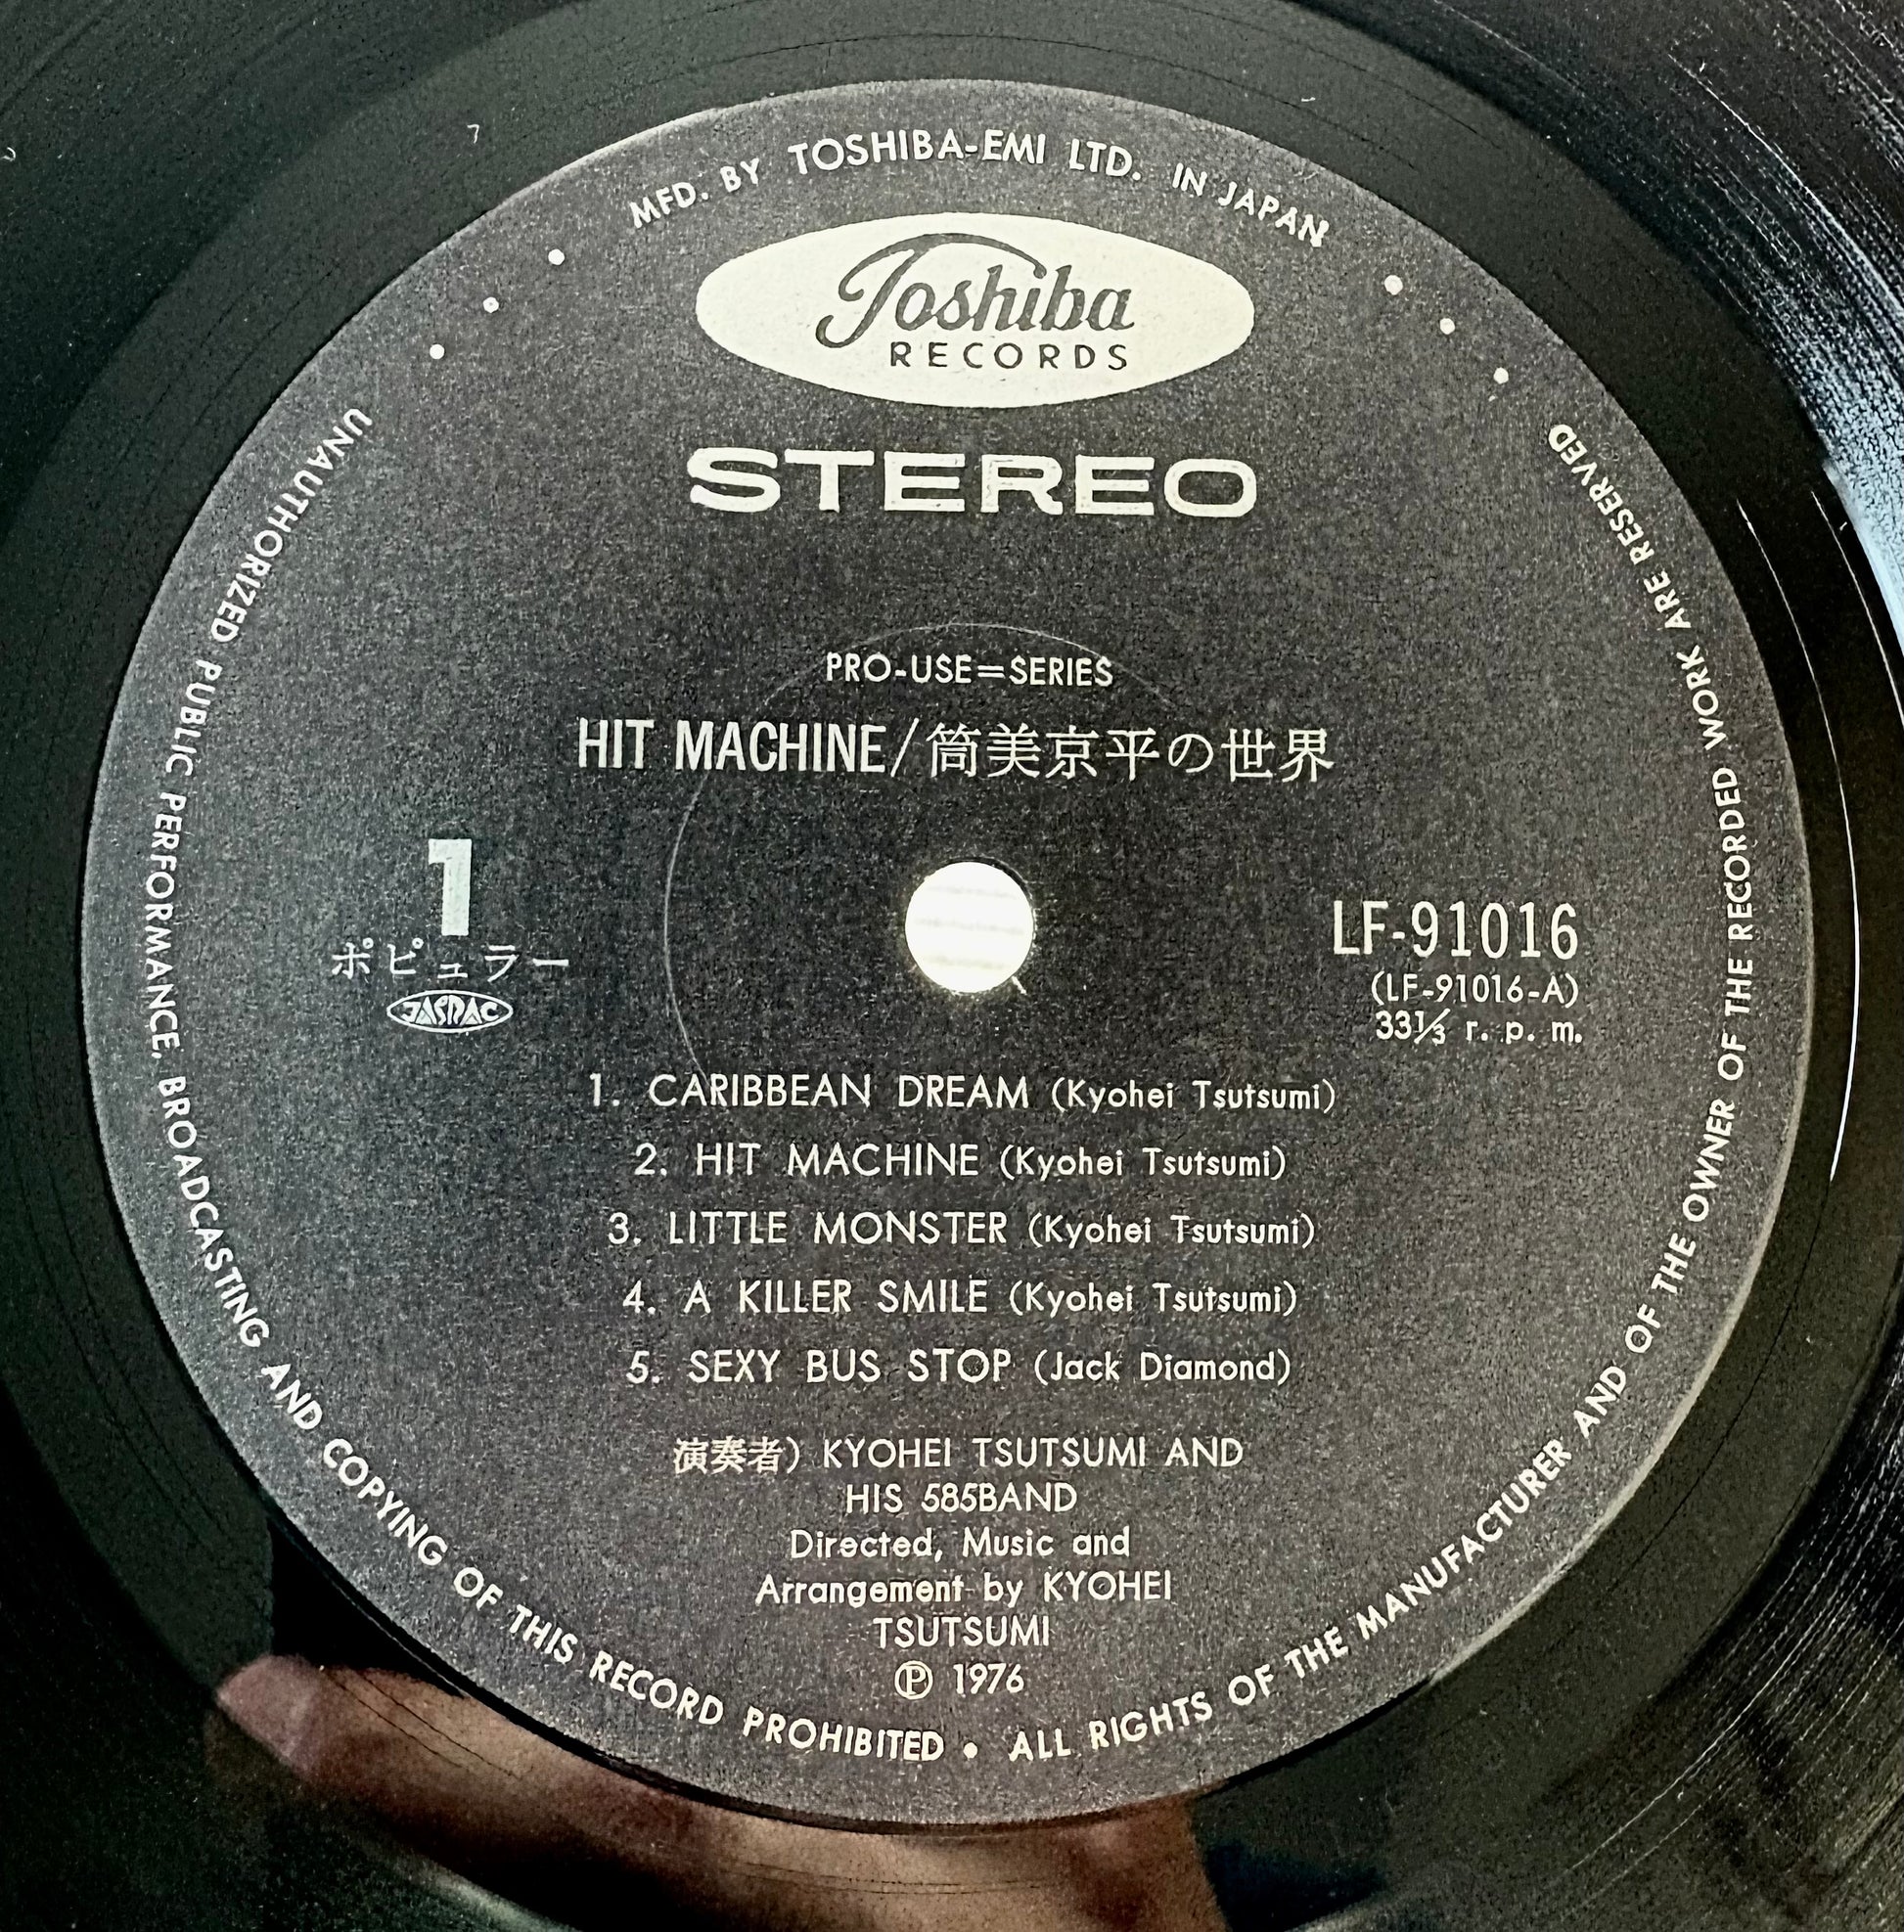 MFD. BY TOSHIBA-EMI LTD. IN JAPAN
Toshiba
RECORDS
STEREO
PRO-USE=SERIES
HIT MACHINE/筒美京平の世界
1
ポピュラー
JASRAC
LF-91016
(LF-91016-A)
33⅓ r. p. m.
1. CARIBBEAN DREAM (Kyohei Tsutsumi)
2. HIT MACHINE (Kyohei Tsutsumi)
3. LITTLE MONSTER (Kyohei Tsutsumi)
4. A KILLER SMILE (Kyohei Tsutsumi)
5. SEXY BUS STOP (Jack Diamond)
演奏者) KYOHEI TSUTSUMI AND
HIS 585BAND
Directed, Music and
Arrangement by KYOHEI
TSUTSUMI
Ⓟ 1976
UNAUTHORIZED PUBLIC PERFORMANCE, BROADCASTING AND COPYING OF THIS RECORD PROHIBITED • ALL RIGHTS OF THE MANUFACTURER AND OF THE OWNER OF THE RECORDED WORK ARE RESERVED